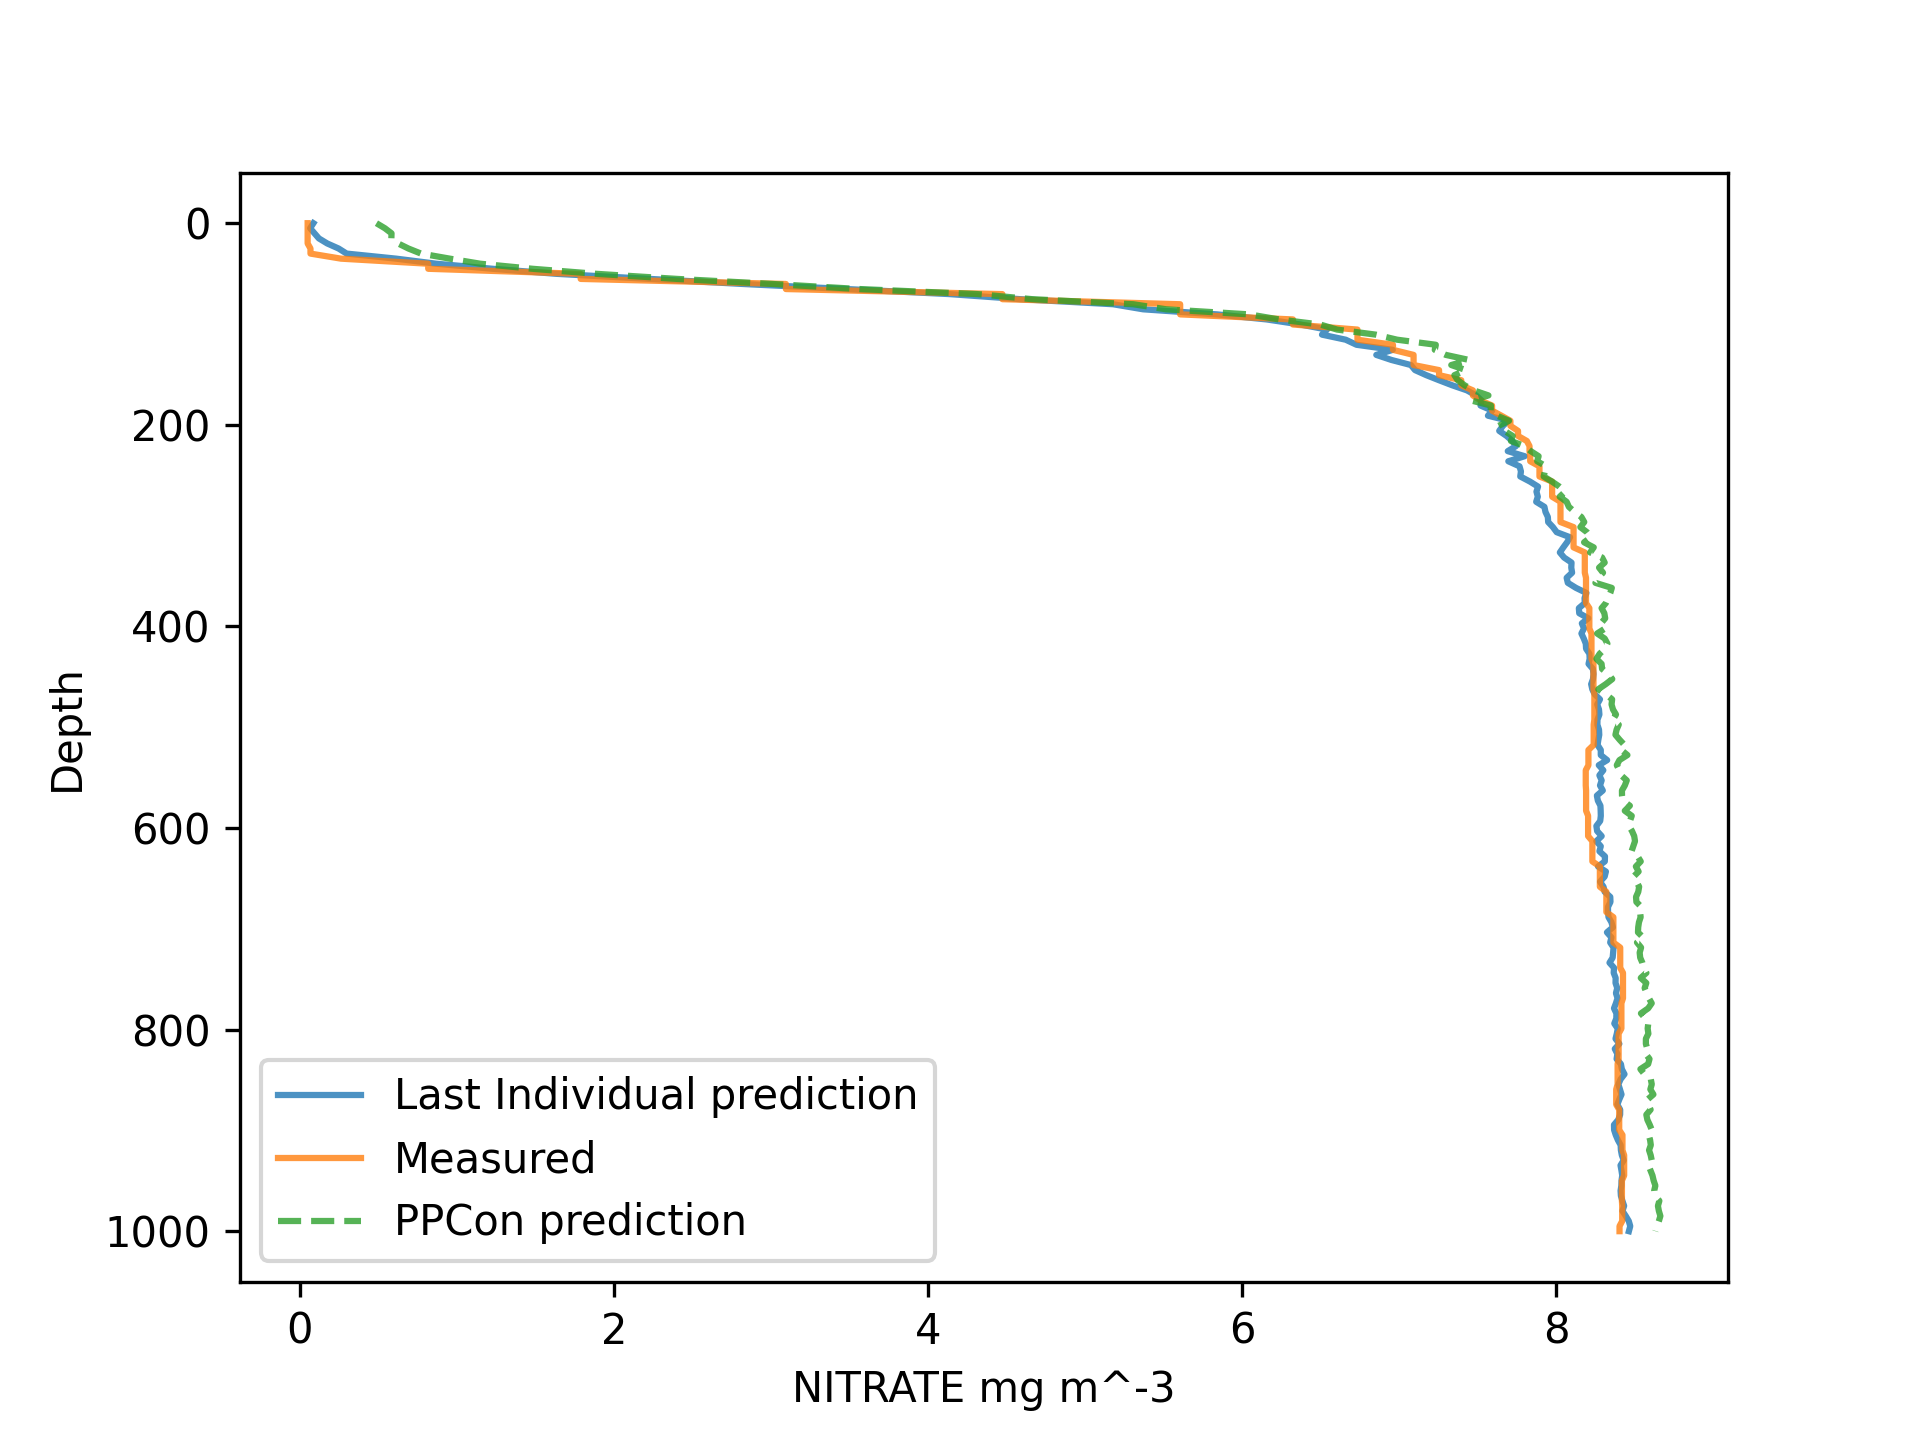 0
200
400
600
800
1000
Depth
Last Individual prediction
Measured
PPCon prediction
0 2 4 6 8
NITRATE mg m^-3